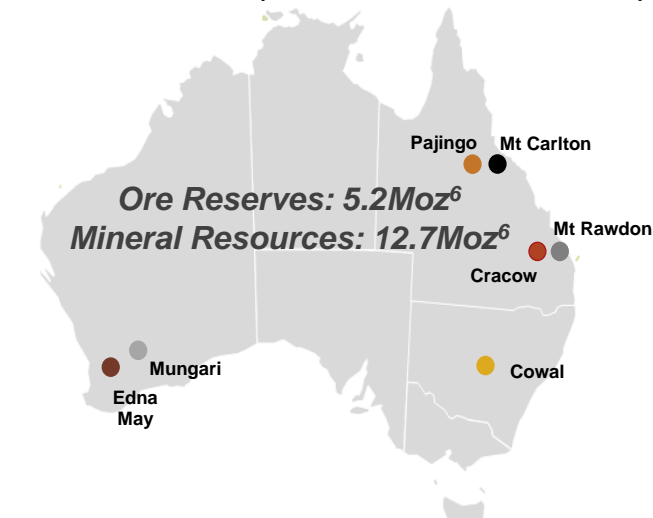 Pajingo
Mt Carlton
Ore Reserves: 5.2Moz⁶
Mineral Resources: 12.7Moz⁶
Mt Rawdon
Cracow
Mungari
Cowal
Edna
May